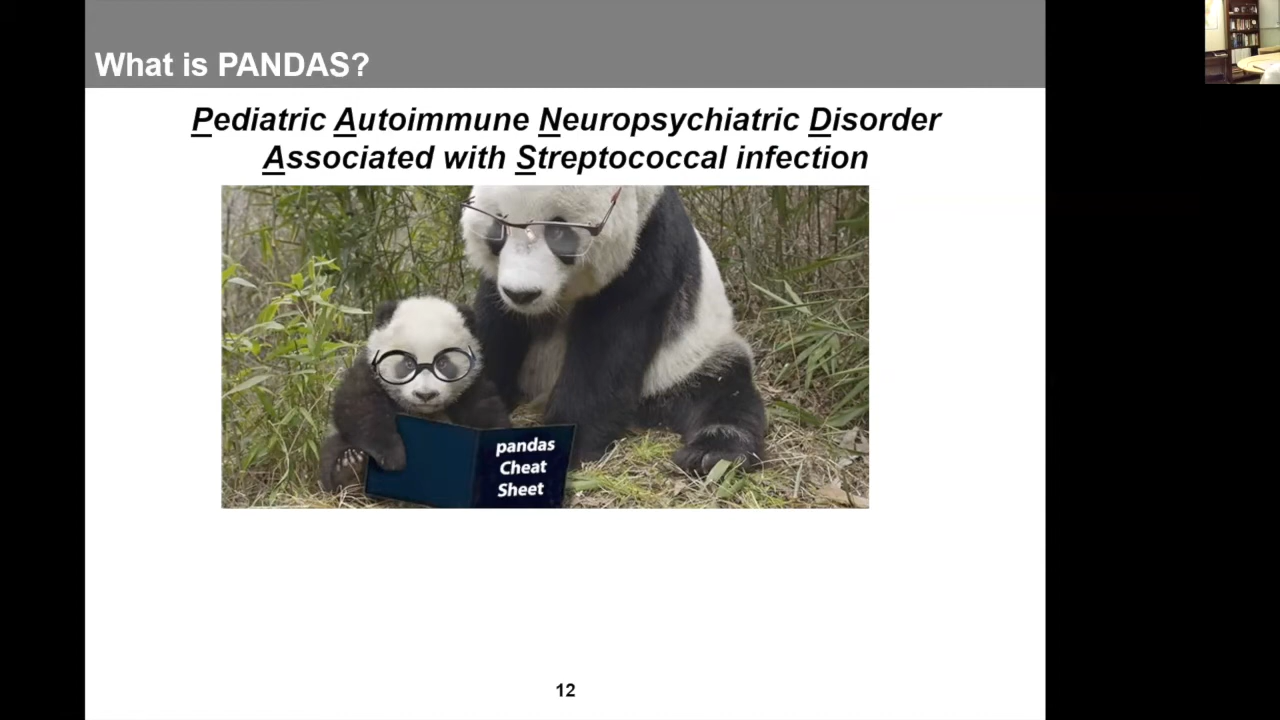 What is PANDAS?
Pediatric Autoimmune Neuropsychiatric Disorder
Associated with Streptococcal infection
pandas
Cheat
Sheet
12